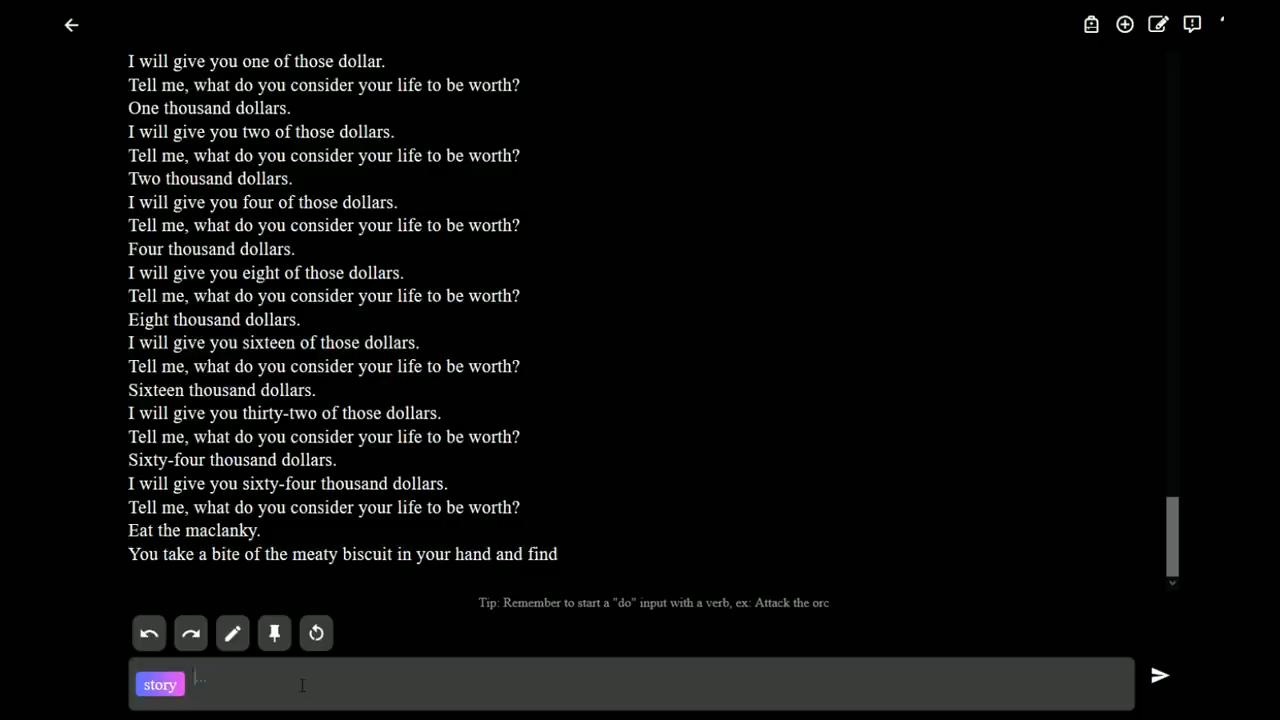 I will give you one of those dollar.
Tell me, what do you consider your life to be worth?
One thousand dollars.
I will give you two of those dollars.
Tell me, what do you consider your life to be worth?
Two thousand dollars.
I will give you four of those dollars.
Tell me, what do you consider your life to be worth?
Four thousand dollars.
I will give you eight of those dollars.
Tell me, what do you consider your life to be worth?
Eight thousand dollars.
I will give you sixteen of those dollars.
Tell me, what do you consider your life to be worth?
Sixteen thousand dollars.
I will give you thirty-two of those dollars.
Tell me, what do you consider your life to be worth?
Sixty-four thousand dollars.
I will give you sixty-four thousand dollars.
Tell me, what do you consider your life to be worth?
Eat the maclanky.
You take a bite of the meaty biscuit in your hand and find
Tip: Remember to start a "do" input with a verb, ex: Attack the orc
story ...